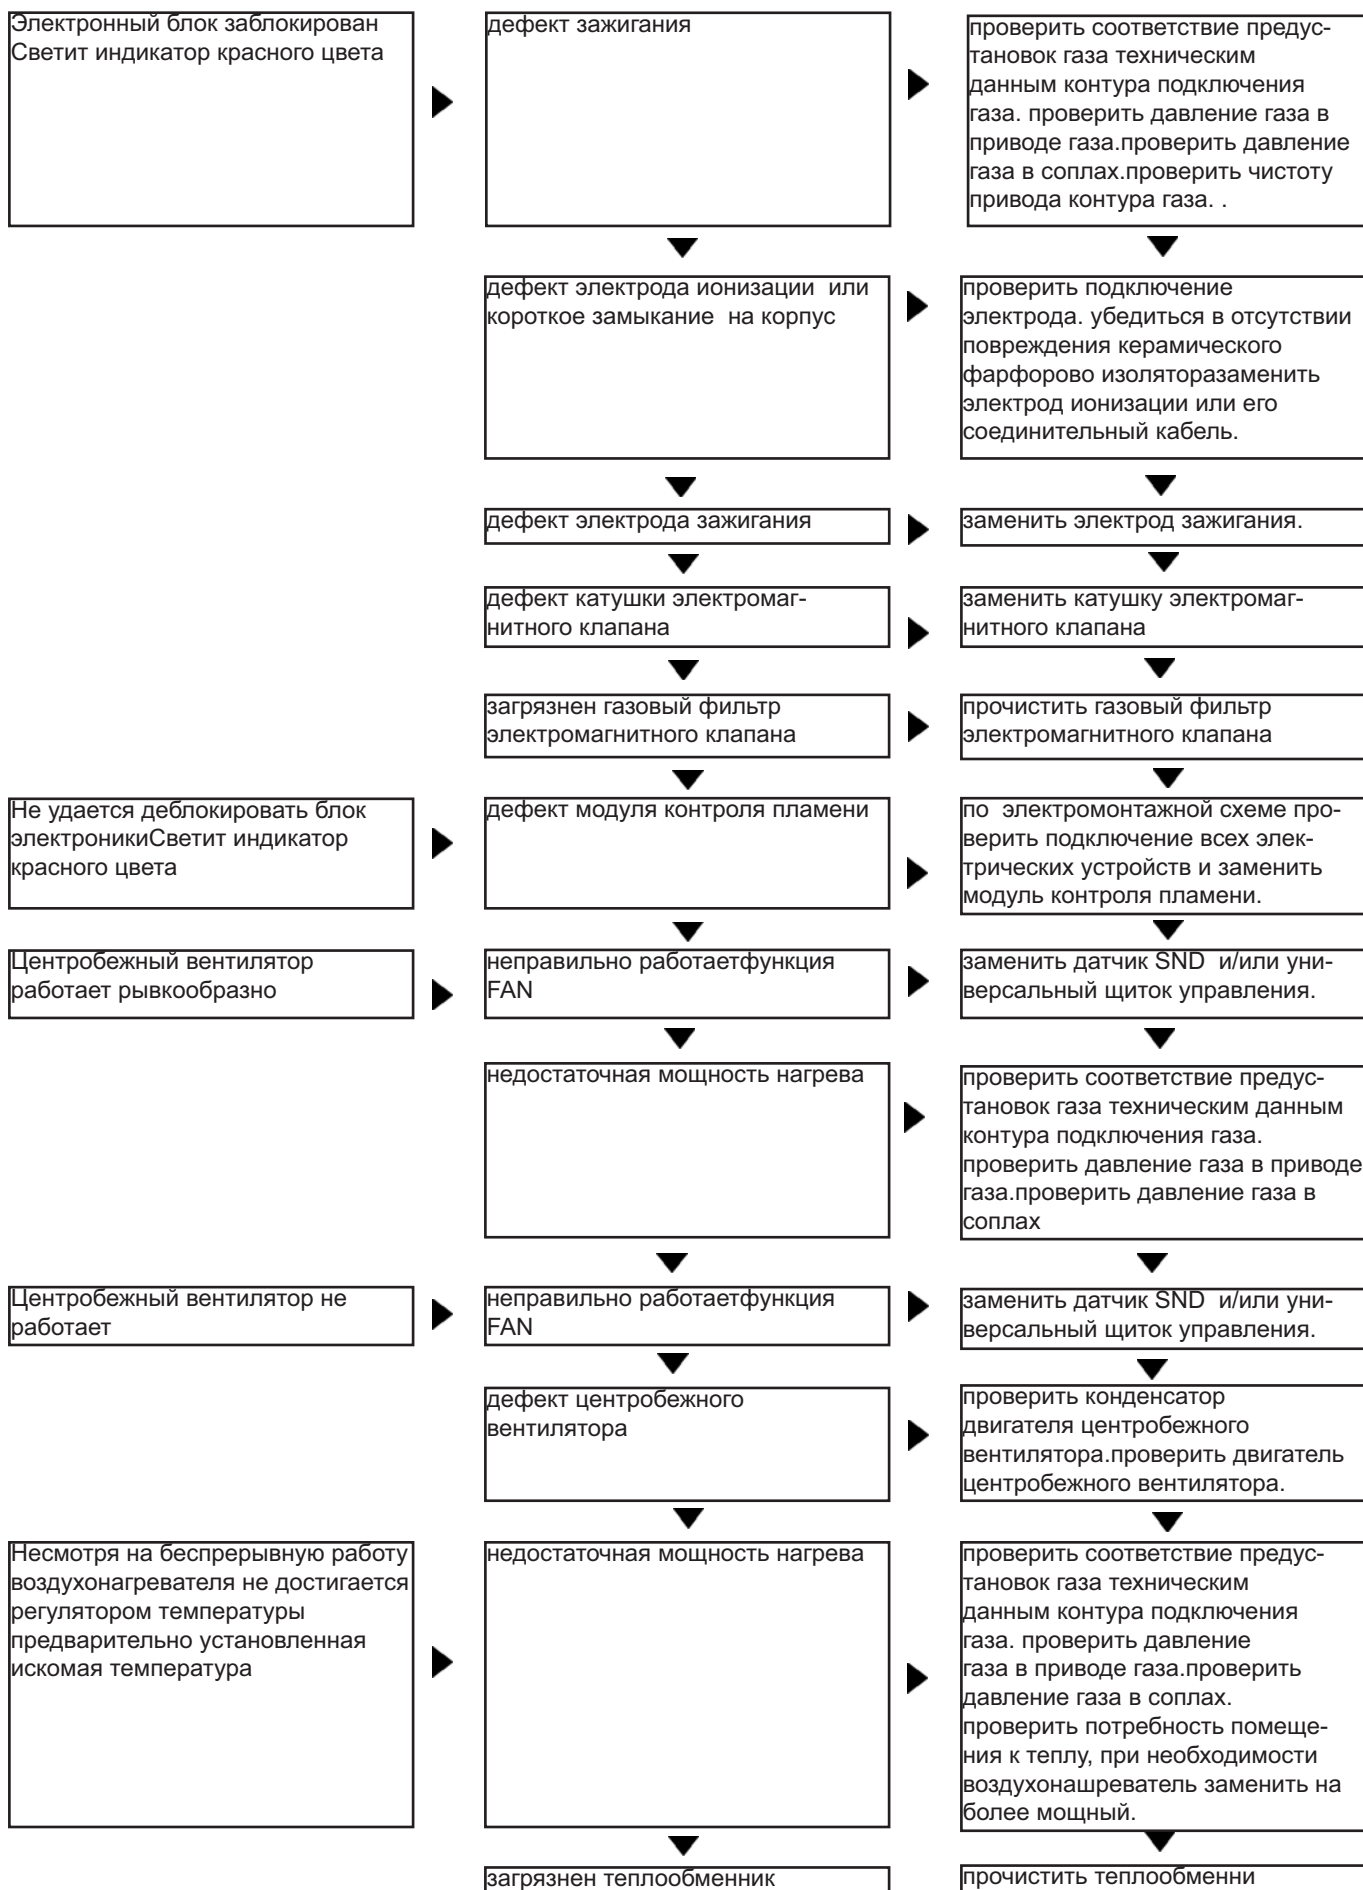 Электронный блок заблокирован
Светит индикатор красного цвета
дефект зажигания
проверить соответствие предус-
тановок газа техническим
данным контура подключения
газа. проверить давление газа в
приводе газа.проверить давление
газа в соплах.проверить чистоту
привода контура газа. .
дефект электрода ионизации или
короткое замыкание на корпус
проверить подключение
электрода. убедиться в отсутствии
повреждения керамического
фарфорово изоляторазаменить
электрод ионизации или его
соединительный кабель.
дефект электрода зажигания
заменить электрод зажигания.
дефект катушки электромаг-
нитного клапана
заменить катушку электромаг-
нитного клапана
загрязнен газовый фильтр
электромагнитного клапана
прочистить газовый фильтр
электромагнитного клапана
Не удается деблокировать блок
электроникиСветит индикатор
красного цвета
дефект модуля контроля пламени
по электромонтажной схеме про-
верить подключение всех элек-
трических устройств и заменить
модуль контроля пламени.
Центробежный вентилятор
работает рывкообразно
неправильно работаетфункция
FAN
заменить датчик SND и/или уни-
версальный щиток управления.
недостаточная мощность нагрева
проверить соответствие предус-
тановок газа техническим данным
контура подключения газа.
проверить давление газа в приводе
газа.проверить давление газа в
соплах
Центробежный вентилятор не
работает
неправильно работаетфункция
FAN
заменить датчик SND и/или уни-
версальный щиток управления.
дефект центробежного
вентилятора
проверить конденсатор
двигателя центробежного
вентилятора.проверить двигатель
центробежного вентилятора.
Несмотря на беспрерывную работу
воздухонагревателя не достигается
регулятором температуры
предварительно установленная
искомая температура
недостаточная мощность нагрева
проверить соответствие предус-
тановок газа техническим
данным контура подключения
газа. проверить давление
газа в приводе газа.проверить
давление газа в соплах.
проверить потребность помеще-
ния к теплу, при необходимости
воздухонашреватель заменить на
более мощный.
загрязнен теплообменник
прочистить теплообменни